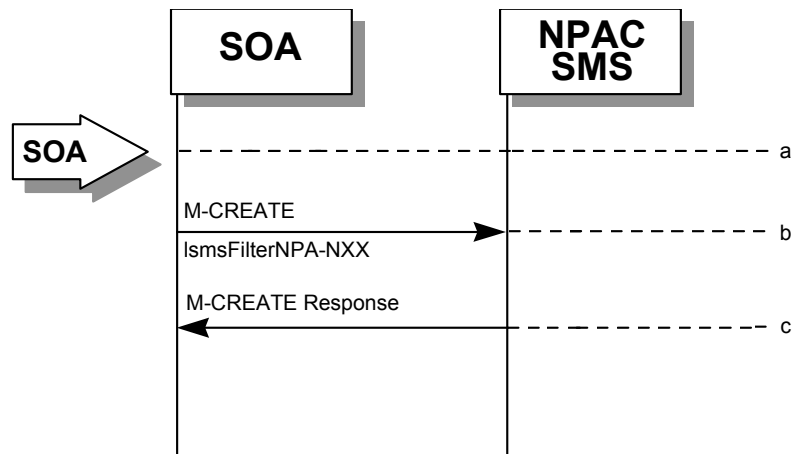 SOA
NPAC
SMS
SOA
a
M-CREATE
b
lsmsFilterNPA-NXX
M-CREATE Response
c